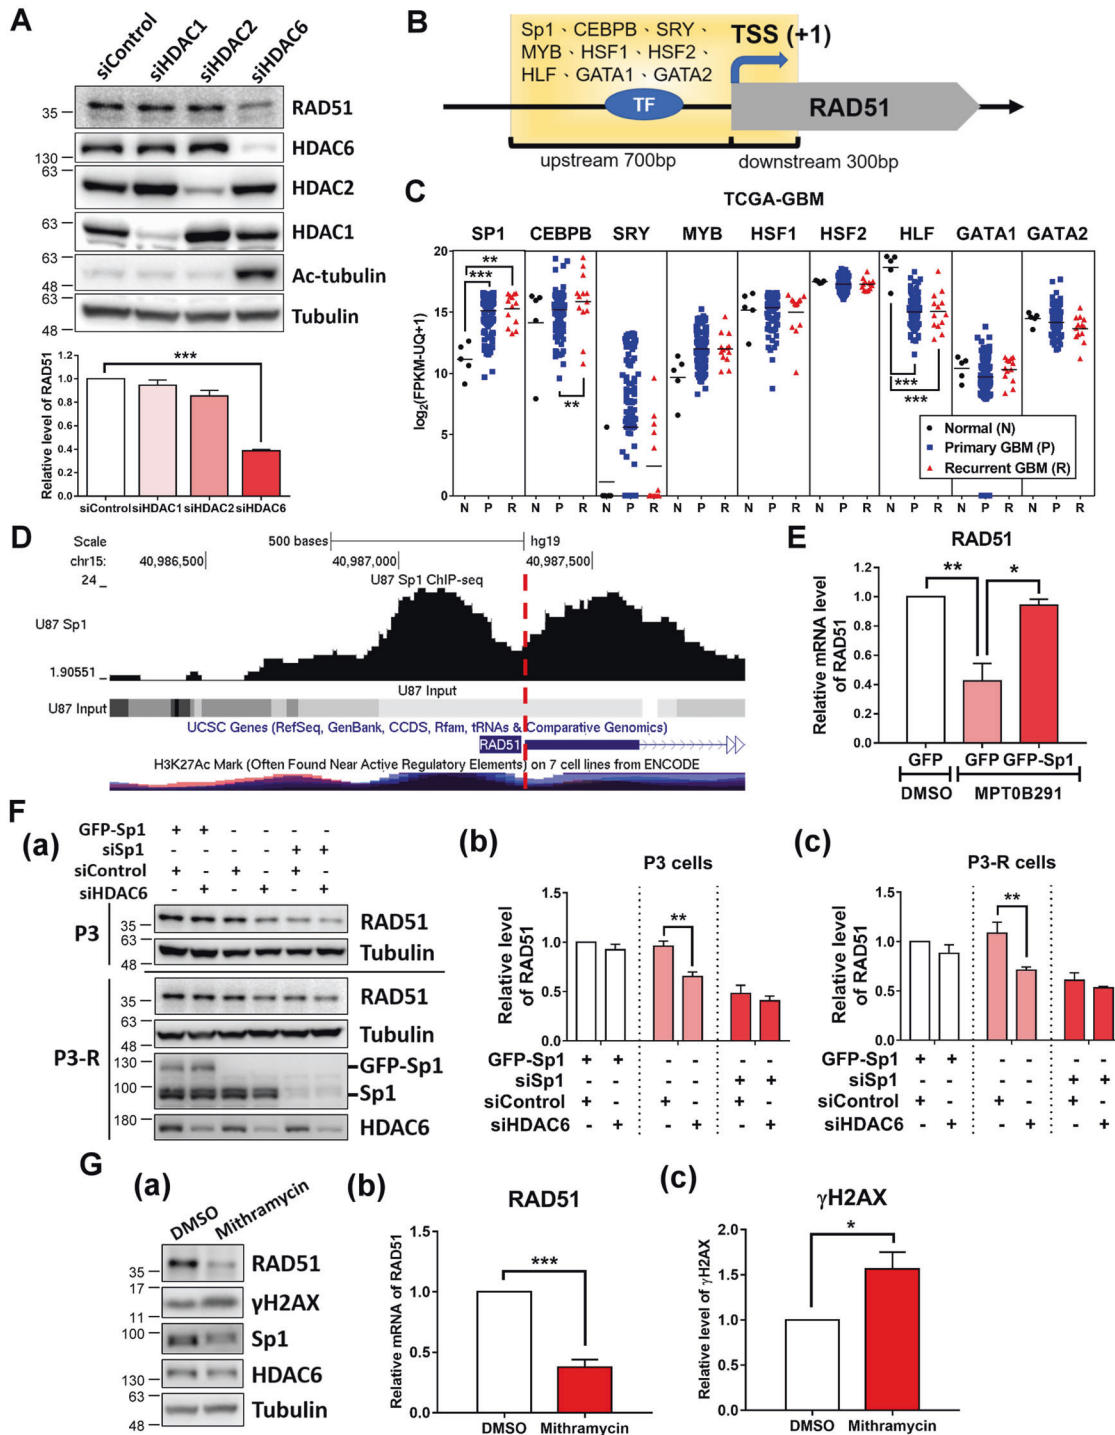 A
siControl
siHDAC1
siHDAC2
siHDAC6
35
RAD51
130
HDAC6
63
48
HDAC2
63
48
HDAC1
Ac-tubulin
63
48
Tubulin
Relative level of RAD51
1.2
1.0
0.8
0.6
0.4
0.2
0.0
***
siControl siHDAC1 siHDAC2 siHDAC6
B
Sp1、CEBPB、SRY、
MYB、HSF1、HSF2、
HLF、GATA1、GATA2
TSS (+1)
TF
RAD51
upstream 700bp
downstream 300bp
C
TCGA-GBM
SP1 CEBPB SRY MYB HSF1 HSF2 HLF GATA1 GATA2
log2(FPKM-UQ+1)
20
15
10
5
0
**
***
**
***
***
Normal (N)
Primary GBM (P)
Recurrent GBM (R)
N P R N P R N P R N P R N P R N P R N P R N P R N P R
D
Scale
500 bases
hg19
chr15:
40,986,500
40,987,000
40,987,500
24
U87 Sp1 ChIP-seq
U87 Sp1
1.90551
U87 Input
U87 Input
UCSC Genes (RefSeq, GenBank, CCDS, Rfam, tRNAs & Comparative Genomics)
RAD51
H3K27Ac Mark (Often Found Near Active Regulatory Elements) on 7 cell lines from ENCODE
E
RAD51
Relative mRNA level
of RAD51
1.2
1.0
0.8
0.6
0.4
0.2
0.0
**
*
GFP GFP GFP-Sp1
DMSO MPT0B291
F
(a)
GFP-Sp1 + + - - - -
siSp1 - - - - + +
siControl + - + - + -
siHDAC6 - + - + - +
P3
35
RAD51
63
48
Tubulin
P3-R
35
RAD51
63
48
Tubulin
130
GFP-Sp1
100
Sp1
180
HDAC6
(b)
P3 cells
Relative level
of RAD51
1.5
1.0
0.5
0.0
**
GFP-Sp1 + + - - - -
siSp1 - - - - + +
siControl + - + - + -
siHDAC6 - + - + - +
(c)
P3-R cells
Relative level
of RAD51
1.5
1.0
0.5
0.0
**
GFP-Sp1 + + - - - -
siSp1 - - - - + +
siControl + - + - + -
siHDAC6 - + - + - +
G
(a)
DMSO
Mithramycin
35
RAD51
17
11
γH2AX
100
Sp1
130
HDAC6
63
48
Tubulin
(b)
RAD51
Relative mRNA of RAD51
1.5
1.0
0.5
0.0
***
DMSO Mithramycin
(c)
γH2AX
Relative level of γH2AX
2.0
1.5
1.0
0.5
0.0
*
DMSO Mithramycin